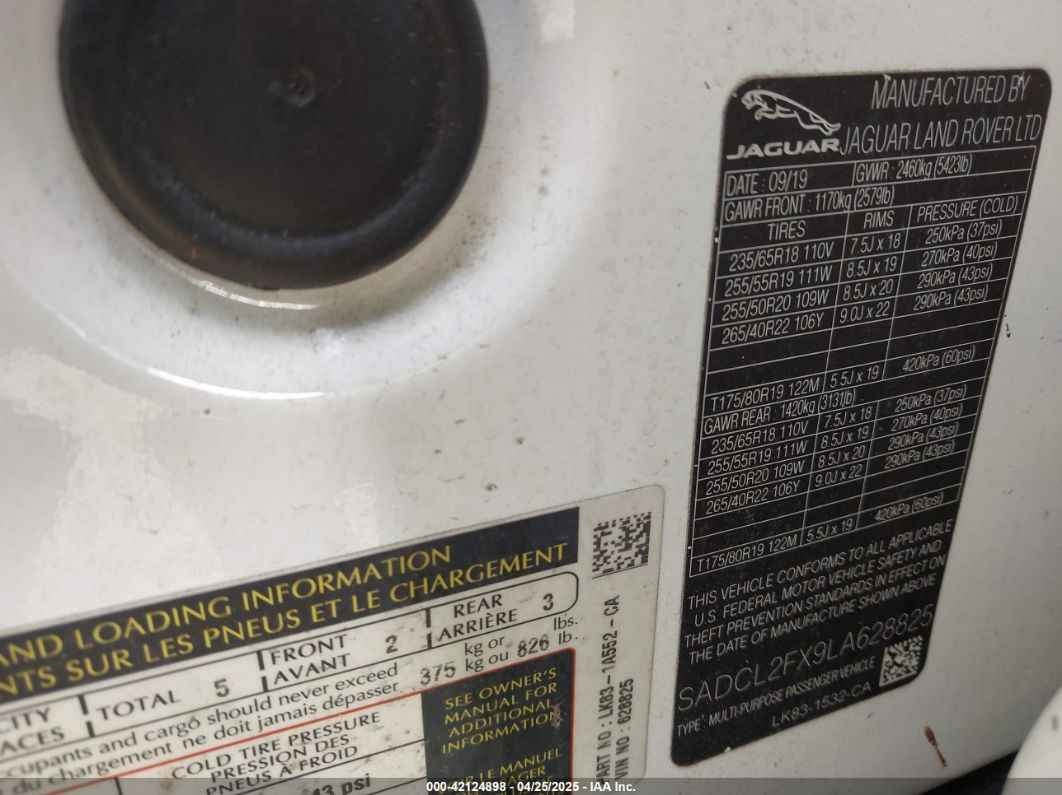 JAGUAR
MANUFACTURED BY
JAGUAR LAND ROVER LTD
DATE : 09/19 GVWR : 2460kg (5423lb)
GAWR FRONT : 1170kg (2579lb)
TIRES RIMS PRESSURE (COLD)
235/65R18 110V 7.5J x 18 250kPa (37psi)
255/55R19 111W 8.5J x 19 270kPa (40psi)
255/50R20 109W 8.5J x 20 290kPa (43psi)
265/40R22 106Y 9.0J x 22 290kPa (43psi)
T175/80R19 122M 5.5J x 19 420kPa (60psi)
GAWR REAR : 1420kg (3131lb)
235/65R18 110V 7.5J x 18 250kPa (37psi)
255/55R19 111W 8.5J x 19 270kPa (40psi)
255/50R20 109W 8.5J x 20 290kPa (43psi)
265/40R22 106Y 9.0J x 22 290kPa (43psi)
T175/80R19 122M 5.5J x 19 420kPa (60psi)
THIS VEHICLE CONFORMS TO ALL APPLICABLE
U.S. FEDERAL MOTOR VEHICLE SAFETY AND
THEFT PREVENTION STANDARDS IN EFFECT ON
THE DATE OF MANUFACTURE SHOWN ABOVE
SADCL2FX9LA628825
TYPE : MULTI-PURPOSE PASSENGER VEHICLE
LK83-1532-CA
AND LOADING INFORMATION
NTS SUR LES PNEUS ET LE CHARGEMENT
CITY TOTAL 5 FRONT 2 REAR 3
ACES AVANT ARRIÈRE
cupants and cargo should never exceed 375 kg or 826 lbs.
du chargement ne doit jamais dépasser kg ou lb.
COLD TIRE PRESSURE
PRESSION DES
PNEUS À FROID
43 psi
SEE OWNER'S
MANUAL FOR
ADDITIONAL
INFORMATION
LE MANUEL
PART NO : LK83-1A552-CA
VIN NO : 628825
000-42124898 - 04/25/2025 - IAA Inc.